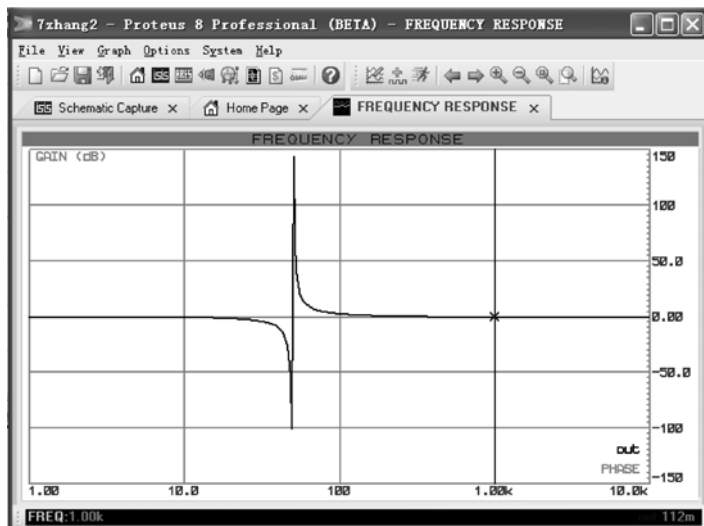 7zhang2 - Proteus 8 Professional (BETA) - FREQUENCY RESPONSE
File View Graph Options System Help
Schematic Capture × Home Page × FREQUENCY RESPONSE ×
FREQUENCY RESPONSE
GAIN (dB)
150
100
50.0
0.00
-50.0
-100
-150
out
PHASE
1.00 10.0 100 1.00k 10.0k
FREQ:1.00k 112m